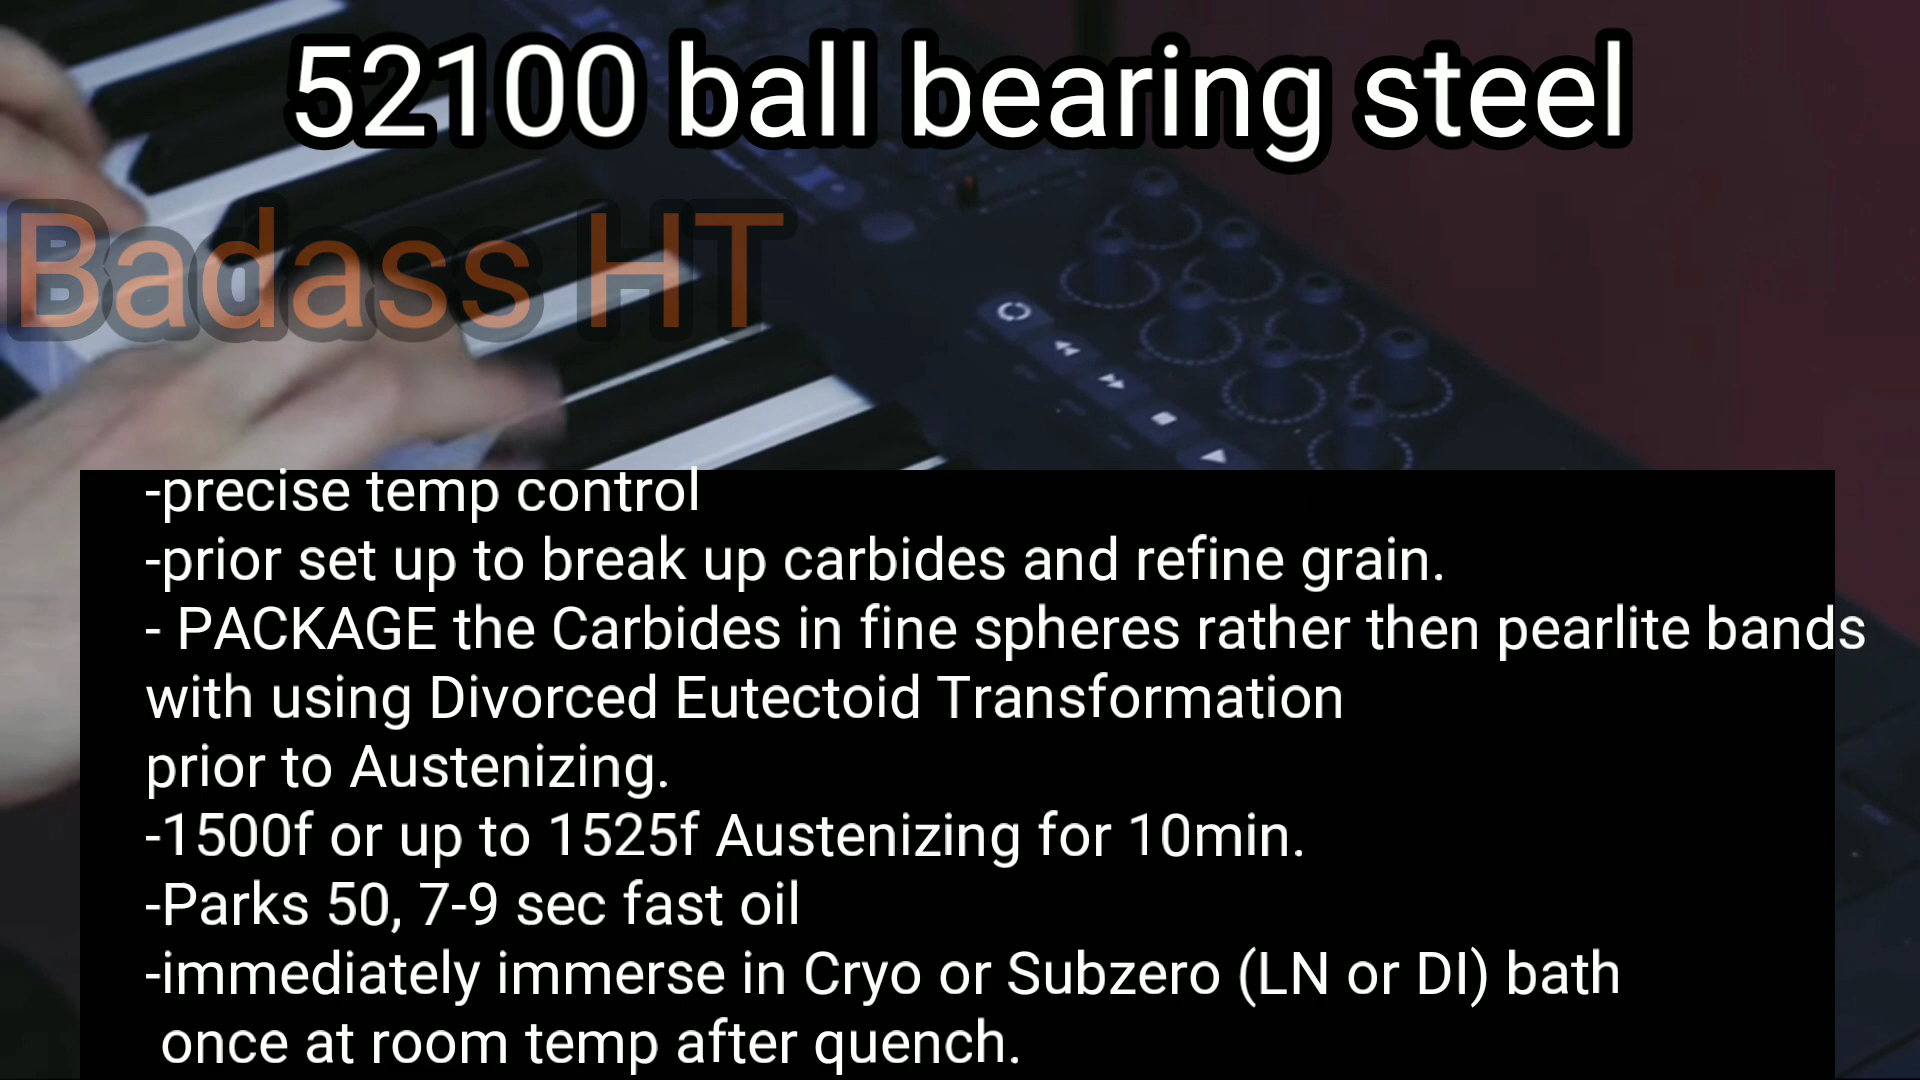 52100 ball bearing steel
Badass HT
-precise temp control
-prior set up to break up carbides and refine grain.
- PACKAGE the Carbides in fine spheres rather then pearlite bands
with using Divorced Eutectoid Transformation
prior to Austenizing.
-1500f or up to 1525f Austenizing for 10min.
-Parks 50, 7-9 sec fast oil
-immediately immerse in Cryo or Subzero (LN or DI) bath
once at room temp after quench.